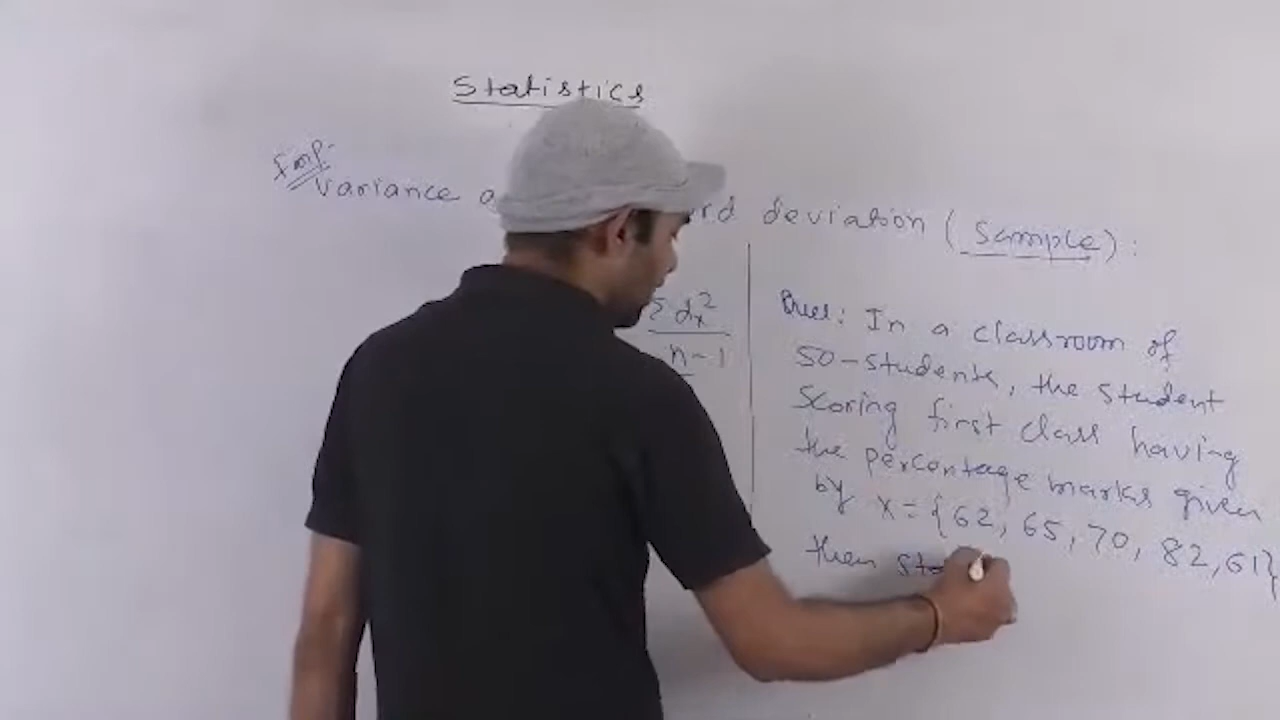 Statistics
Imp:
Variance a rd deviation (Sample):
Σ dx²
n-1
Ques: In a classroom of
50-students, the student
Scoring first class having
the percentage marks given
by x={62, 65, 70, 82, 61}
then sta